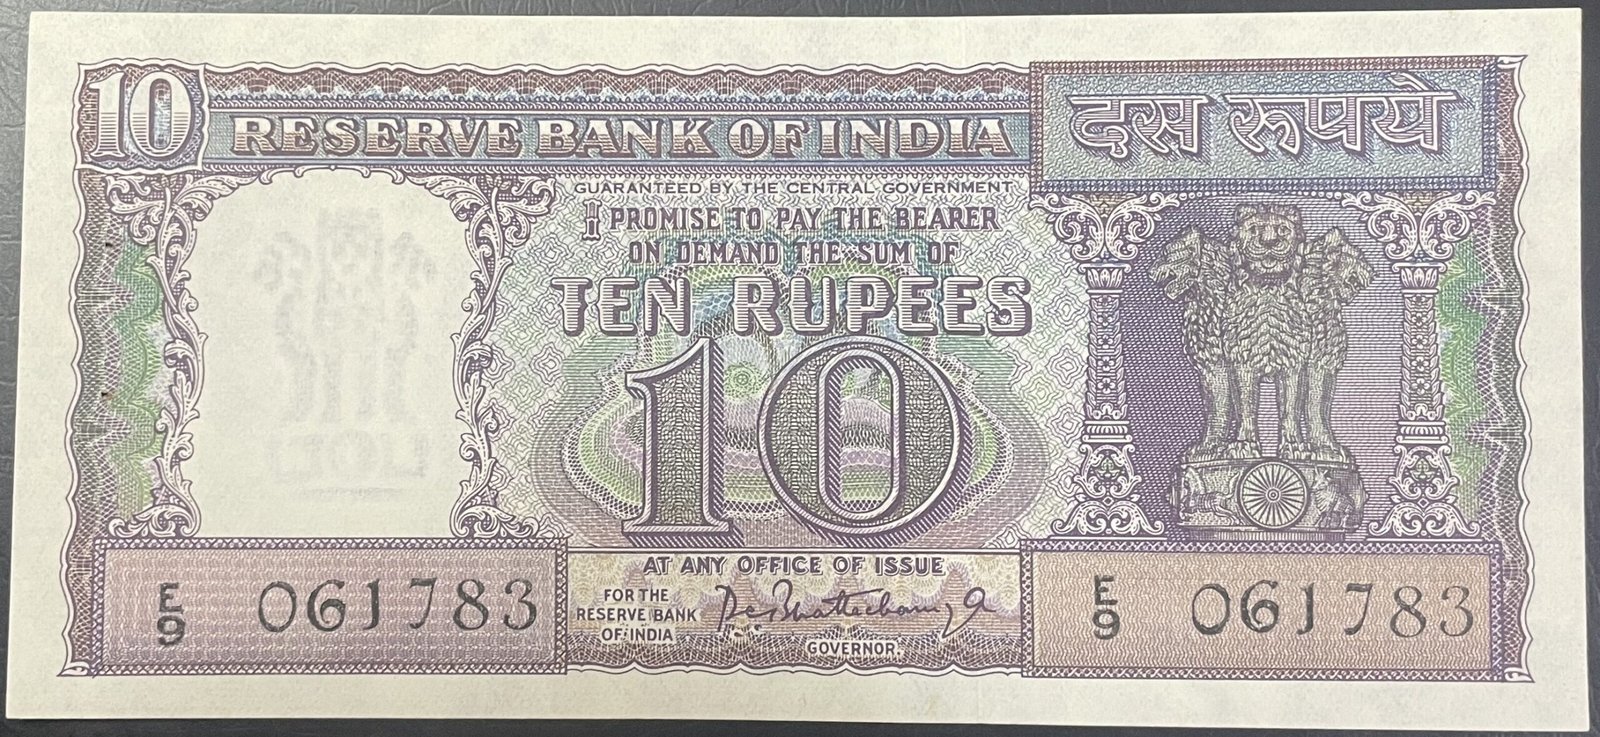 10
RESERVE BANK OF INDIA
दस रूपये
GUARANTEED BY THE CENTRAL GOVERNMENT
I PROMISE TO PAY THE BEARER
ON DEMAND THE SUM OF
TEN RUPEES
10
AT ANY OFFICE OF ISSUE
FOR THE
RESERVE BANK
OF INDIA
P C Bhattacharyya
GOVERNOR.
E/9 061783
E/9 061783